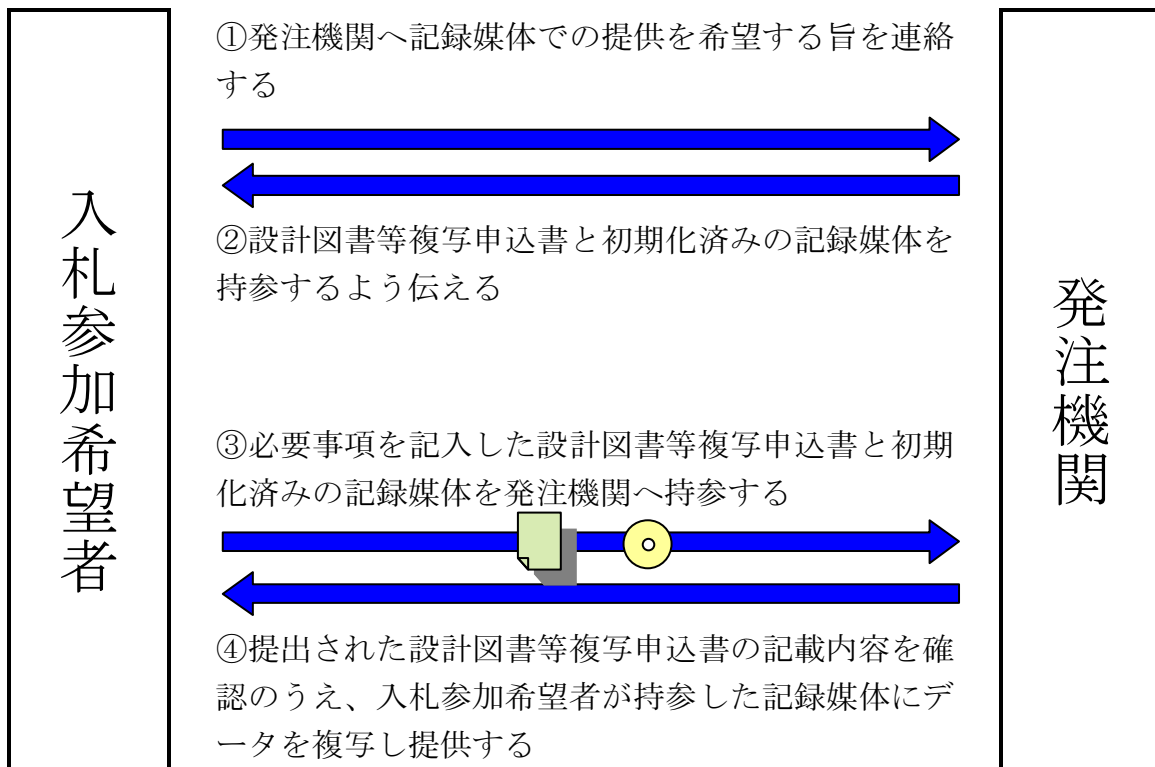 入札参加希望者
①発注機関へ記録媒体での提供を希望する旨を連絡
する
②設計図書等複写申込書と初期化済みの記録媒体を
持参するよう伝える
③必要事項を記入した設計図書等複写申込書と初期
化済みの記録媒体を発注機関へ持参する
④提出された設計図書等複写申込書の記載内容を確
認のうえ、入札参加希望者が持参した記録媒体にデ
ータを複写し提供する
発注機関